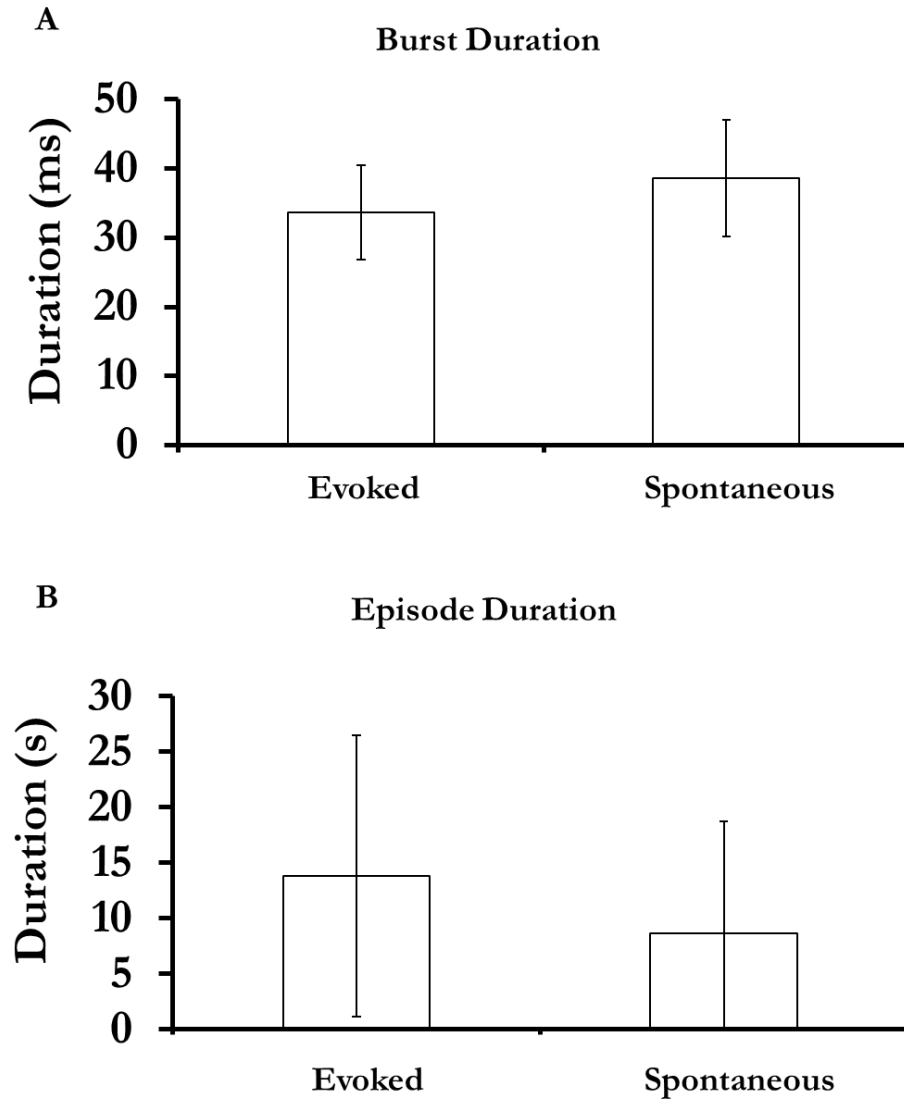 A
Burst Duration
Duration (ms)
50
40
30
20
10
0
Evoked Spontaneous
B
Episode Duration
Duration (s)
30
25
20
15
10
5
0
Evoked Spontaneous